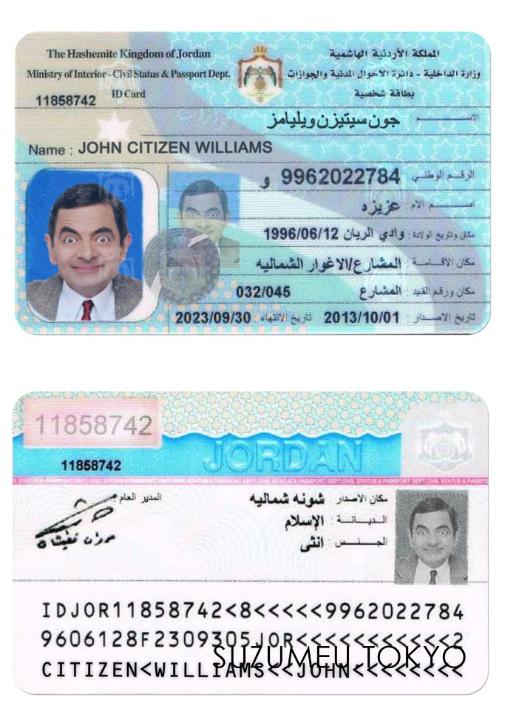 The Hashemite Kingdom of Jordan
المملكة الأردنية الهاشمية
Ministry of Interior - Civil Status & Passport Dept.
وزارة الداخلية - دائرة الاحوال المدنية والجوازات
ID Card
بطاقة شخصية
11858742
الاسم : جون سيتيزن ويليامز
Name : JOHN CITIZEN WILLIAMS
الرقم الوطني : 9962022784 و
اسم الام : عزيزه
مكان وتاريخ الولادة : وادي الريان 1996/06/12
مكان الاقامة : المشارع/الاغوار الشماليه
مكان ورقم القيد : المشارع 032/045
تاريخ الاصدار : 2013/10/01 تاريخ الانتهاء : 2023/09/30
11858742
JORDAN
11858742
مكان الاصدار : شونه شماليه
المدير العام
الديانة : الإسلام
الجنس : انثى
IDJOR11858742<8<<<<<9962022784
9606128F2309305JOR<<<<<<<<<<<2
CITIZEN<WILLIAMS<<JOHN<<<<<<<<
SUZUMEU.TOKYO